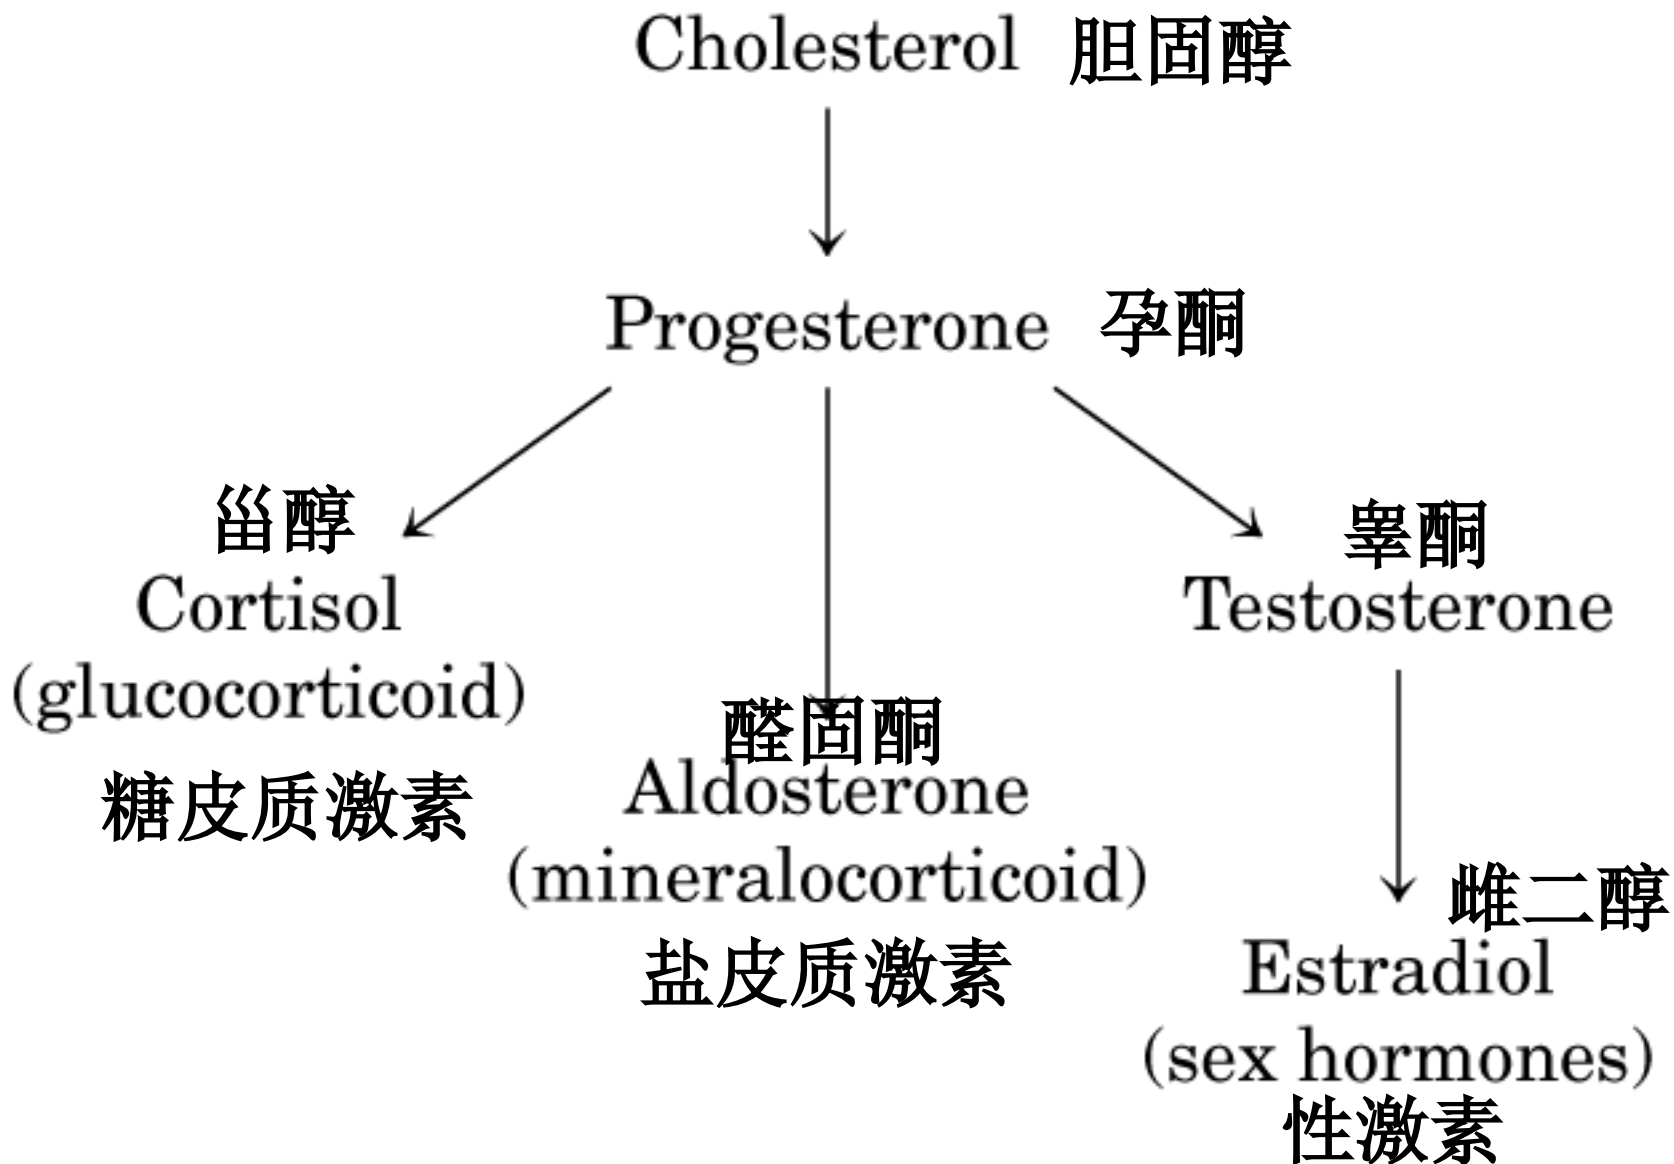 Cholesterol 胆固醇
Progesterone 孕酮
甾醇
Cortisol
(glucocorticoid)
糖皮质激素
醛固酮
Aldosterone
(mineralocorticoid)
盐皮质激素
睾酮
Testosterone
雌二醇
Estradiol
(sex hormones)
性激素